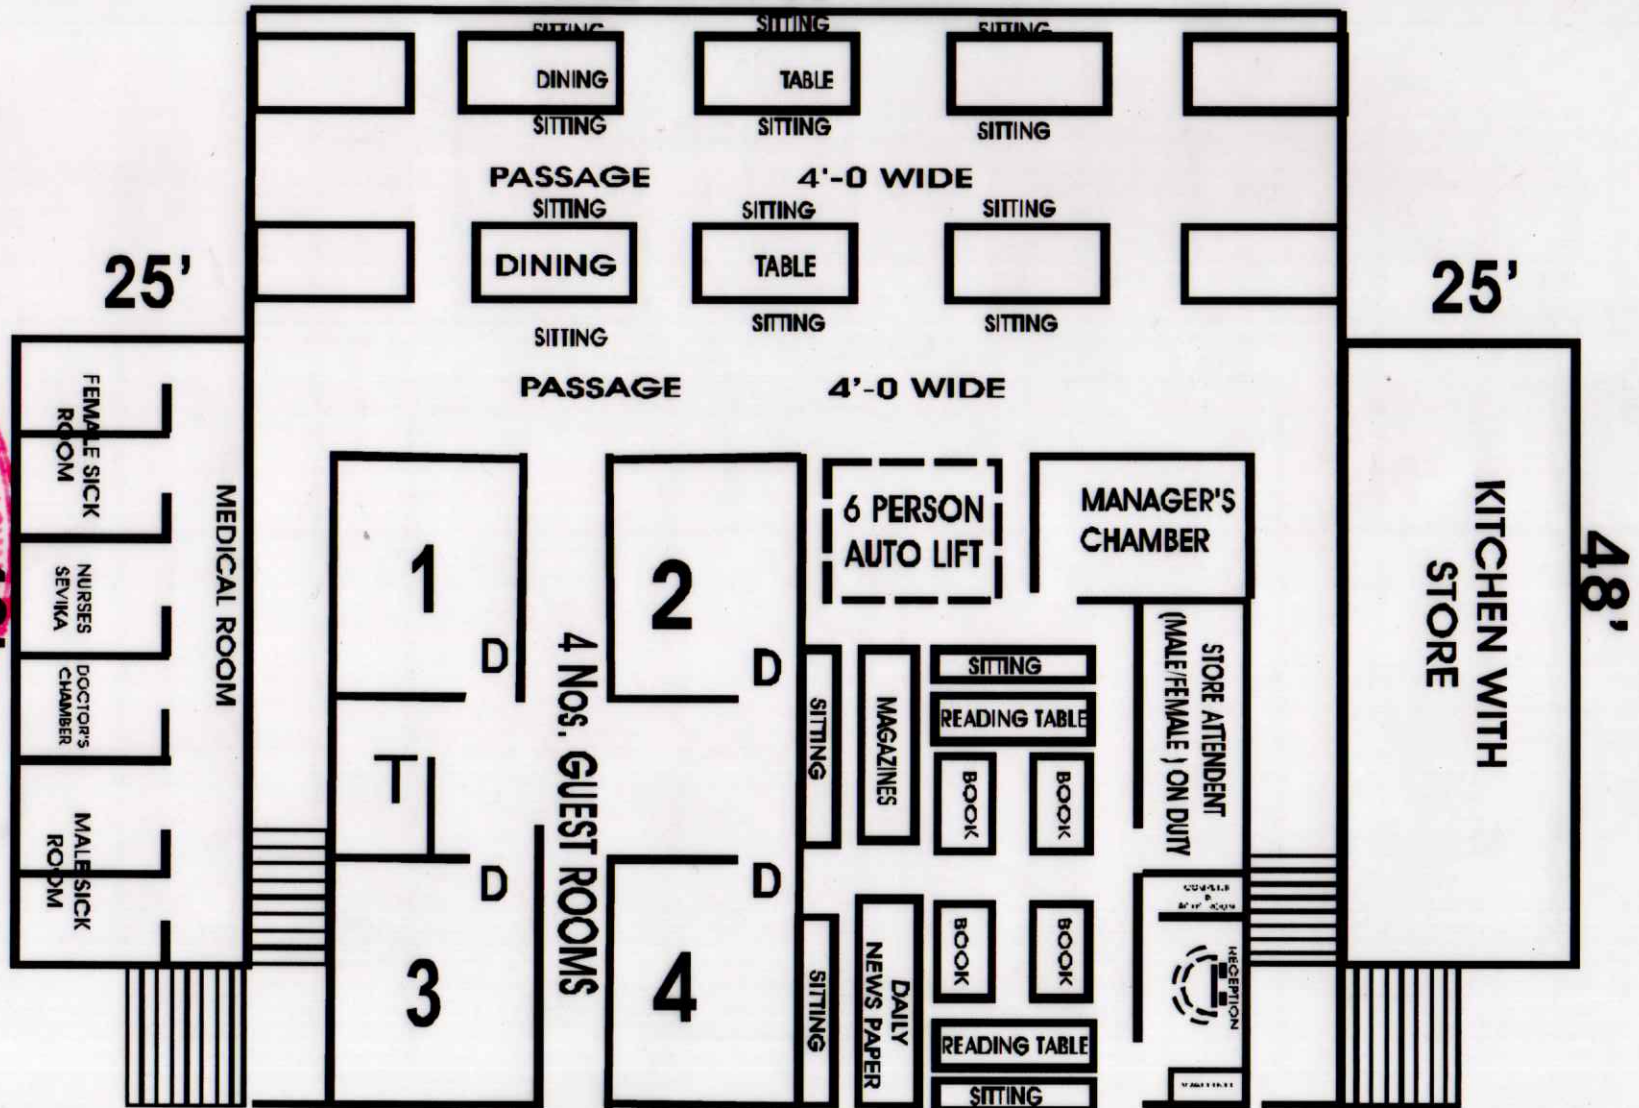 SITTING SITTING SITTING
DINING TABLE
SITTING SITTING SITTING
PASSAGE 4'-0 WIDE
SITTING SITTING SITTING
DINING TABLE
SITTING SITTING SITTING
PASSAGE 4'-0 WIDE
25'
25'
FEMALE SICK
ROOM
NURSES
SEVIKA
DOCTOR'S
CHAMBER
MALE SICK
ROOM
MEDICAL ROOM
1
D
T
D
3
4 Nos. GUEST ROOMS
2
D
D
4
6 PERSON
AUTO LIFT
MANAGER'S
CHAMBER
SITTING
SITTING
MAGAZINES
DAILY
NEWS PAPER
SITTING
READING TABLE
BOOK
BOOK
BOOK
BOOK
READING TABLE
SITTING
STORE ATTENDENT
(MALE/FEMALE ) ON DUTY
RECEPTION
KITCHEN WITH
STORE
48'